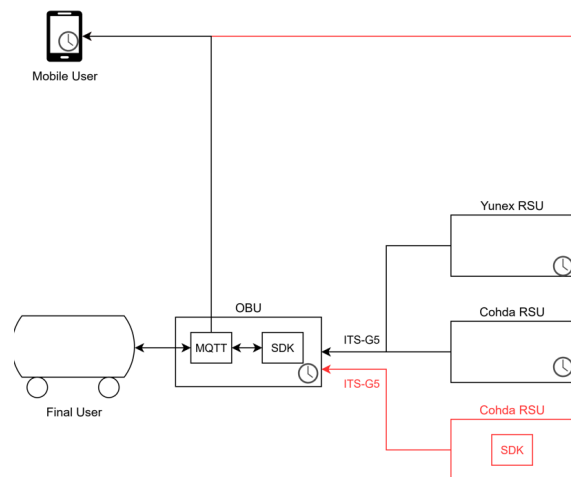 Mobile User
Yunex RSU
OBU
Cohda RSU
MQTT
SDK
ITS-G5
ITS-G5
Final User
Cohda RSU
SDK